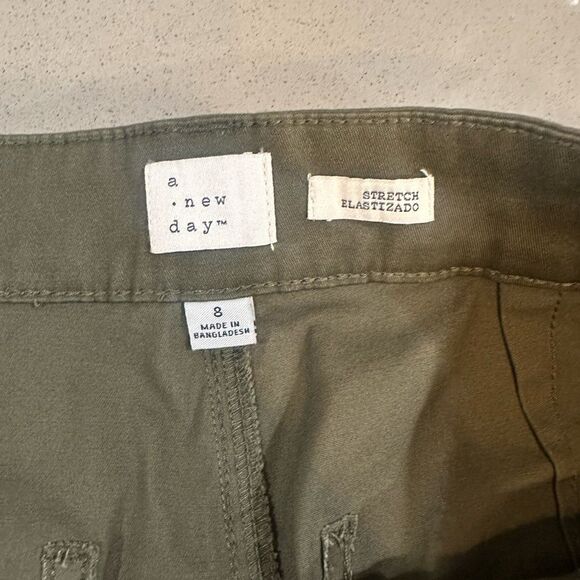 a
· new
day™
STRETCH
ELASTIZADO
8
MADE IN
BANGLADESH